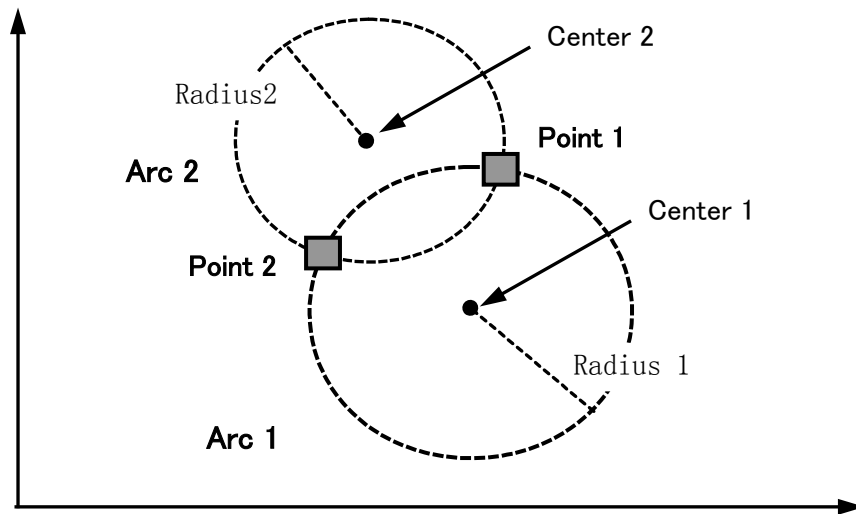 Center 2
Radius2
Point 1
Arc 2
Center 1
Point 2
Radius 1
Arc 1